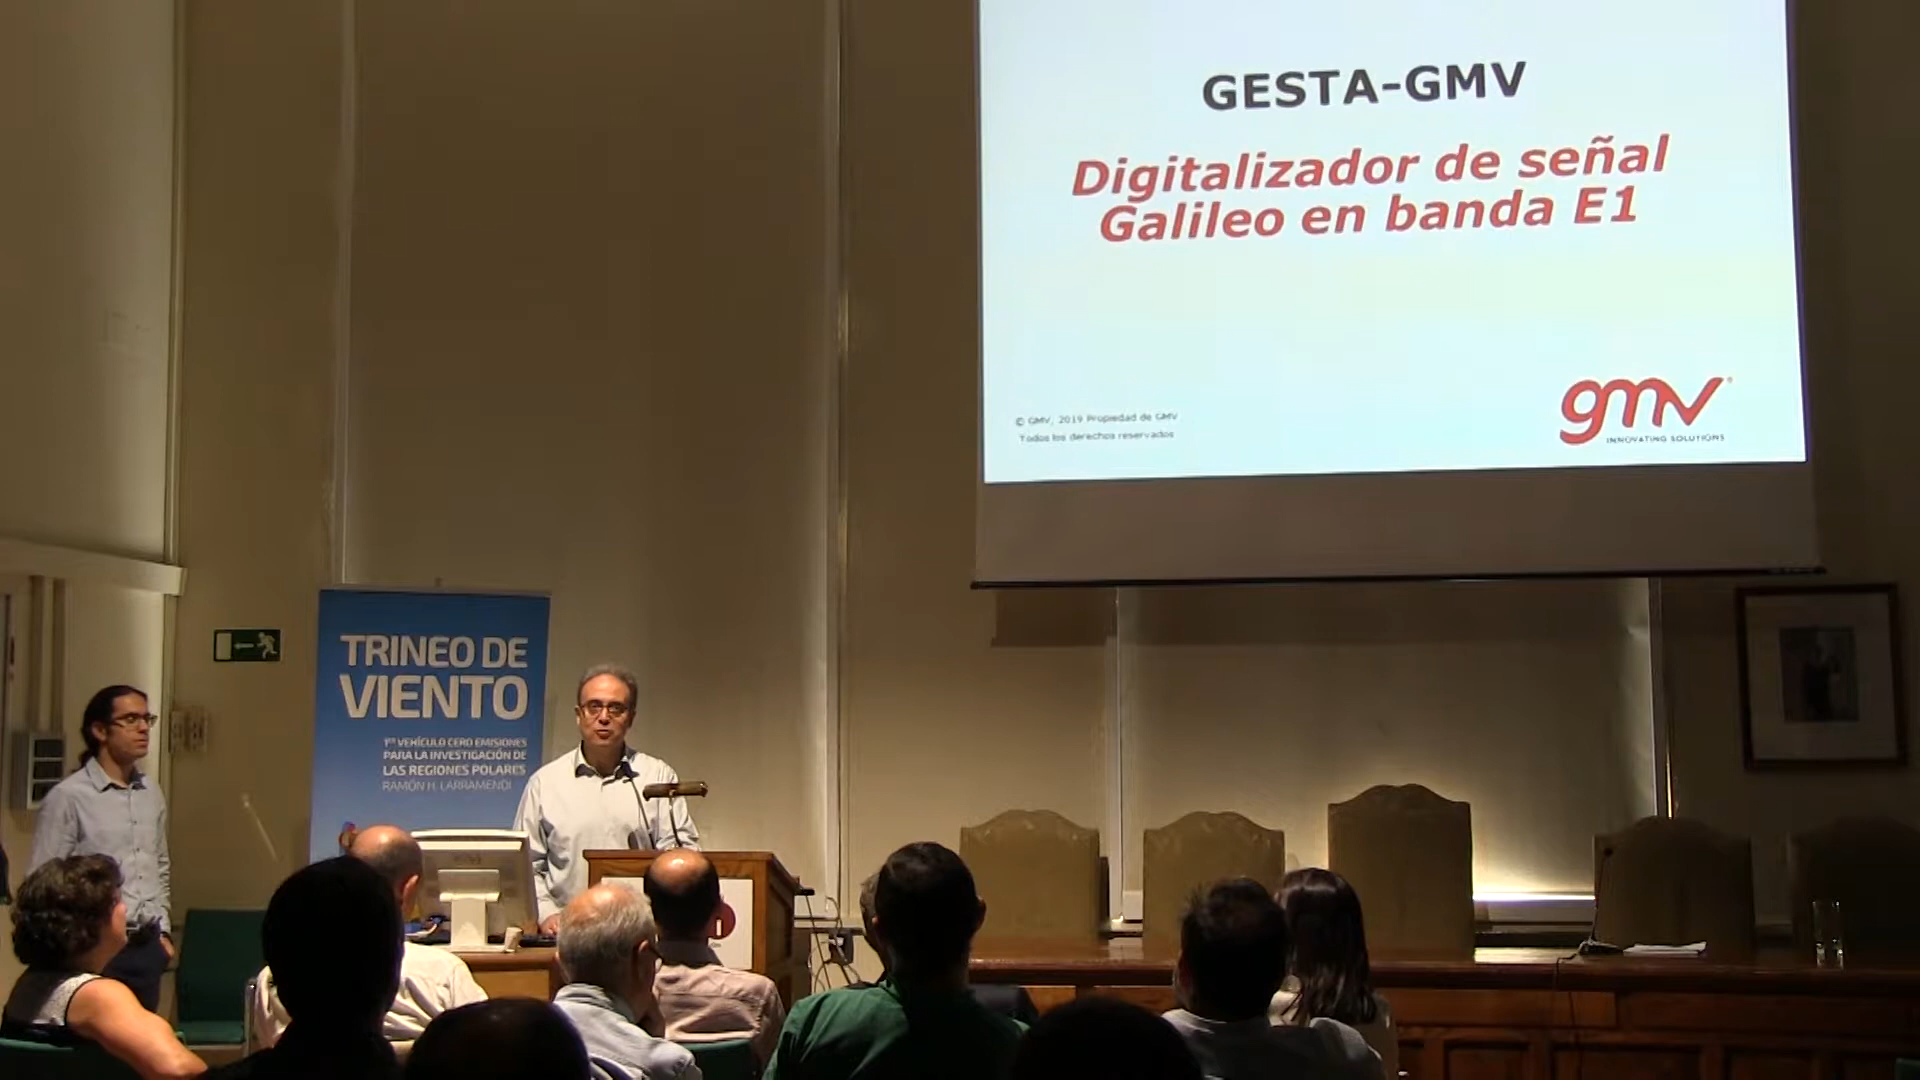 GESTA-GMV
Digitalizador de señal
Galileo en banda E1
© GMV, 2019 Propiedad de GMV
Todos los derechos reservados
gmv®
INNOVATING SOLUTIONS
TRINEO DE
VIENTO
1er VEHÍCULO CERO EMISIONES
PARA LA INVESTIGACIÓN DE
LAS REGIONES POLARES
RAMÓN H. LARRAMENDI